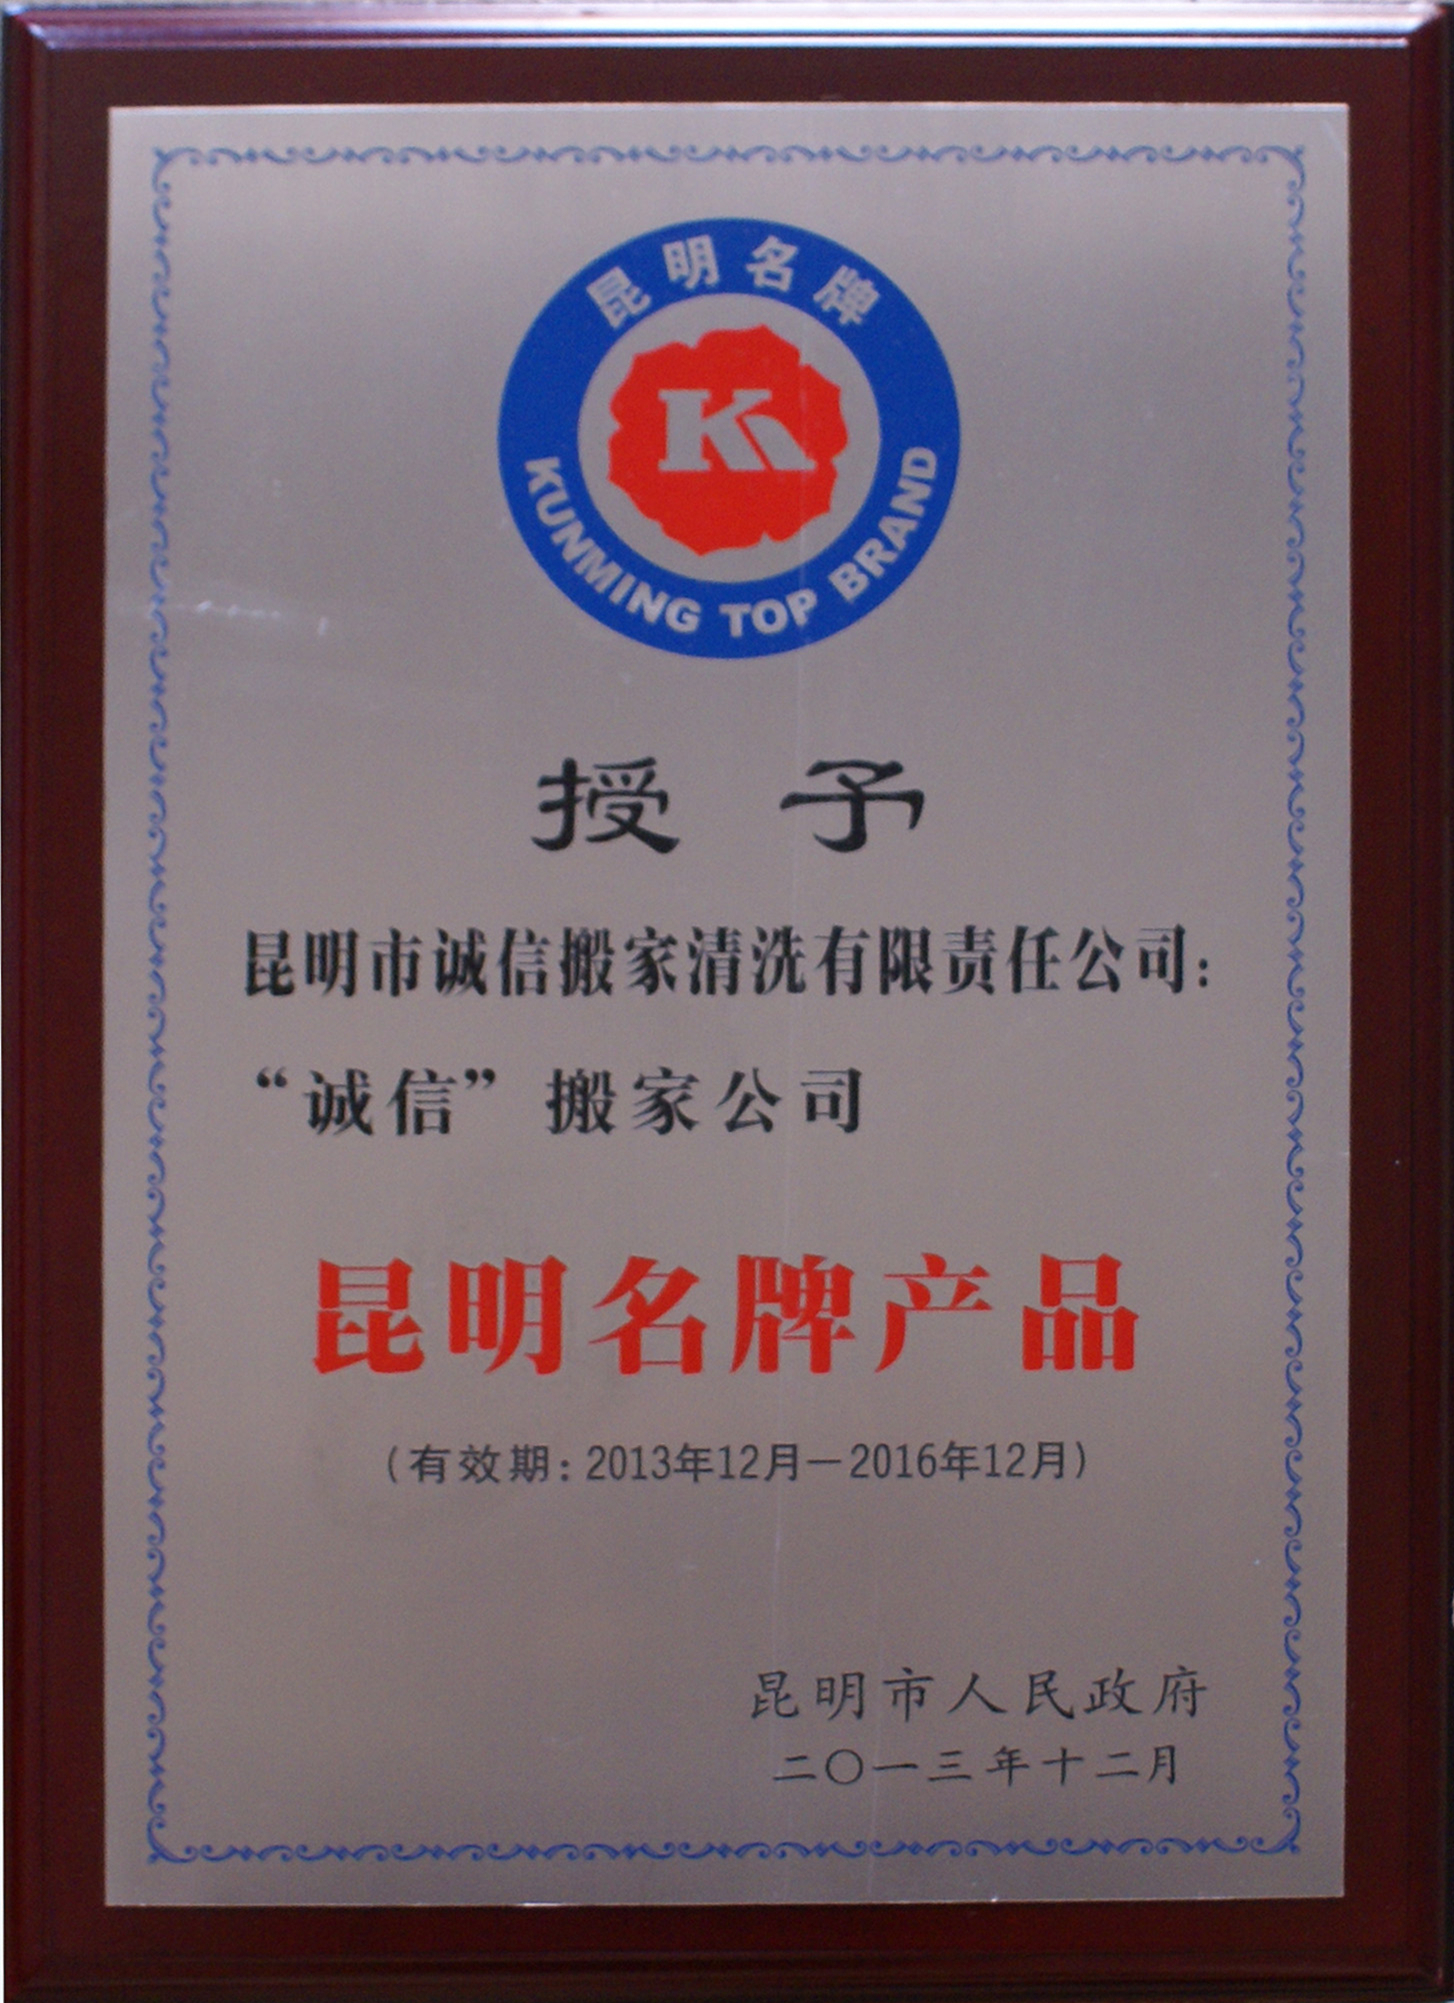 昆明名牌
K
KUNMING TOP BRAND
授予
昆明市诚信搬家清洗有限责任公司：
“诚信”搬家公司
昆明名牌产品
（有效期：2013年12月—2016年12月）
昆明市人民政府
二〇一三年十二月